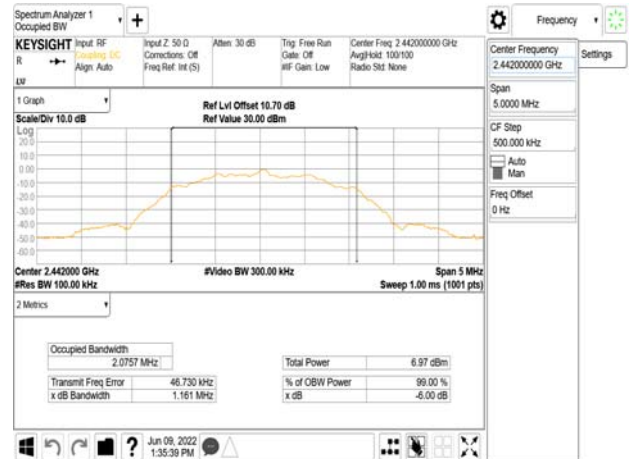 Spectrum Analyzer 1
Occupied BW
+
Frequency
KEYSIGHT
R
LU
Input: RF
Coupling: DC
Align: Auto
Input Z: 50 Ω
Corrections: Off
Freq Ref: Int (S)
Atten: 30 dB
Trig: Free Run
Gate: Off
#IF Gain: Low
Center Freq: 2.442000000 GHz
Avg|Hold: 100/100
Radio Std: None
Center Frequency
2.442000000 GHz
Settings
Span
5.0000 MHz
CF Step
500.000 kHz
Auto
Man
Freq Offset
0 Hz
1 Graph
Scale/Div 10.0 dB
Ref Lvl Offset 10.70 dB
Ref Value 30.00 dBm
Log
20.0
10.0
0.00
-10.0
-20.0
-30.0
-40.0
-50.0
-60.0
Center 2.442000 GHz
#Res BW 100.00 kHz
#Video BW 300.00 kHz
Span 5 MHz
Sweep 1.00 ms (1001 pts)
2 Metrics
Occupied Bandwidth
2.0757 MHz
Transmit Freq Error 46.730 kHz
x dB Bandwidth 1.161 MHz
Total Power 6.97 dBm
% of OBW Power 99.00 %
x dB -6.00 dB
?
Jun 09, 2022
1:35:39 PM